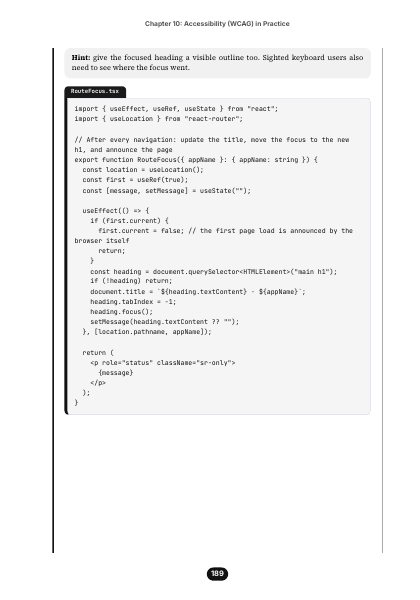 Chapter 10: Accessibility (WCAG) in Practice
Hint: give the focused heading a visible outline too. Sighted keyboard users also
need to see where the focus went.
RouteFocus.tsx
import { useEffect, useRef, useState } from "react";
import { useLocation } from "react-router";

// After every navigation: update the title, move the focus to the new
h1, and announce the page
export function RouteFocus({ appName }: { appName: string }) {
  const location = useLocation();
  const first = useRef(true);
  const [message, setMessage] = useState("");

  useEffect(() => {
    if (first.current) {
      first.current = false; // the first page load is announced by the
browser itself
      return;
    }
    const heading = document.querySelector<HTMLElement>("main h1");
    if (!heading) return;
    document.title = `${heading.textContent} - ${appName}`;
    heading.tabIndex = -1;
    heading.focus();
    setMessage(heading.textContent ?? "");
  }, [location.pathname, appName]);

  return (
    <p role="status" className="sr-only">
      {message}
    </p>
  );
}
189